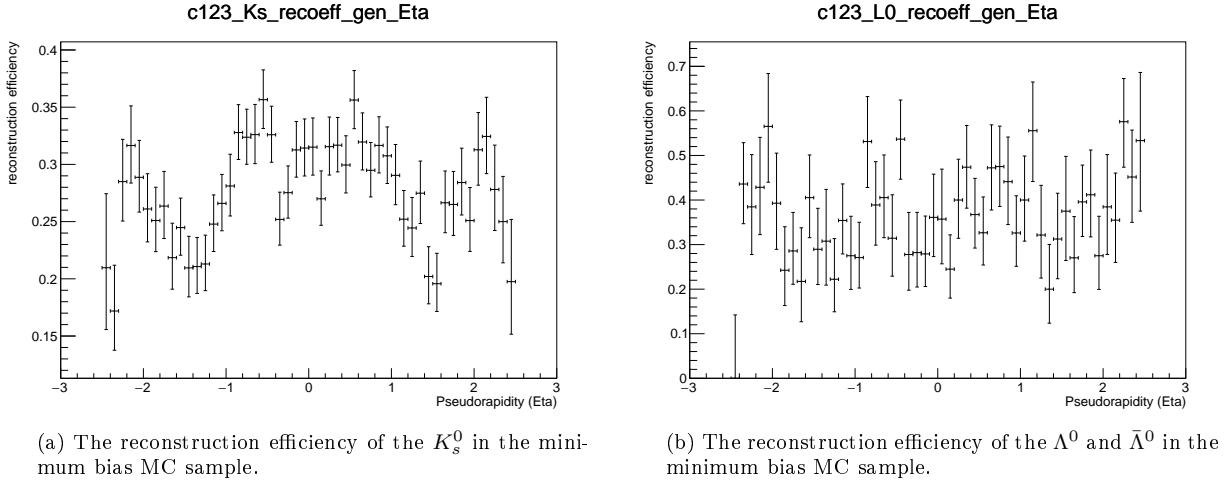 c123_Ks_recoeff_gen_Eta
reconstruction efficiency
0.4
0.35
0.3
0.25
0.2
0.15
−3 −2 −1 0 1 2 3
Pseudorapidity (Eta)
(a) The reconstruction efficiency of the K_s^0 in the mini-
mum bias MC sample.
c123_L0_recoeff_gen_Eta
reconstruction efficiency
0.7
0.6
0.5
0.4
0.3
0.2
0.1
0
−3 −2 −1 0 1 2 3
Pseudorapidity (Eta)
(b) The reconstruction efficiency of the Λ^0 and Λ̄^0 in the
minimum bias MC sample.